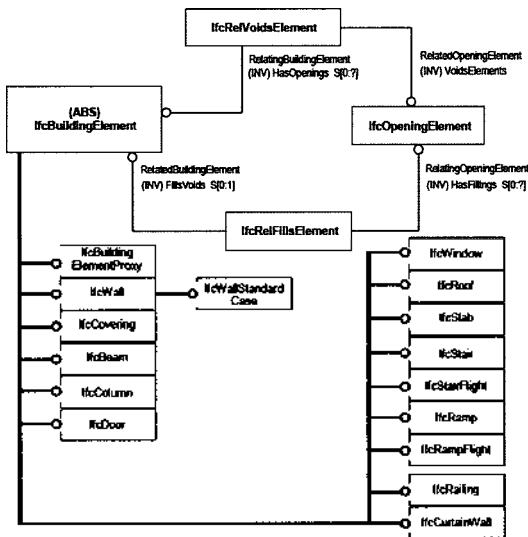 IfcRelVoidsElement
RelatingBuildingElement
(INV) HasOpenings S[0:?]
RelatedOpeningElement
(INV) VoidsElements
(ABS)
IfcBuildingElement
IfcOpeningElement
RelatedBuildingElement
(INV) FillsVoids S[0:1]
RelatingOpeningElement
(INV) HasFillings S[0:?]
IfcRelFillsElement
IfcBuilding
ElementProxy
IfcWall
IfcWallStandard
Case
IfcCovering
IfcBeam
IfcColumn
IfcDoor
IfcWindow
IfcRoof
IfcSlab
IfcStair
IfcStairFlight
IfcRamp
IfcRampFlight
IfcRailing
IfcCurtainWall